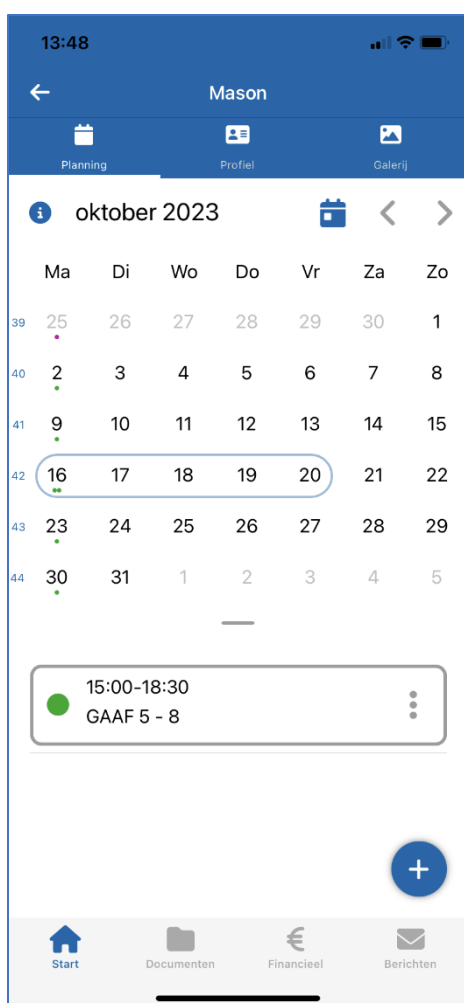 13:48
Mason
Planning Profiel Galerij
oktober 2023
Ma Di Wo Do Vr Za Zo
39 25 26 27 28 29 30 1
40 2 3 4 5 6 7 8
41 9 10 11 12 13 14 15
42 16 17 18 19 20 21 22
43 23 24 25 26 27 28 29
44 30 31 1 2 3 4 5
15:00-18:30
GAAF 5 - 8
Start Documenten Financieel Berichten